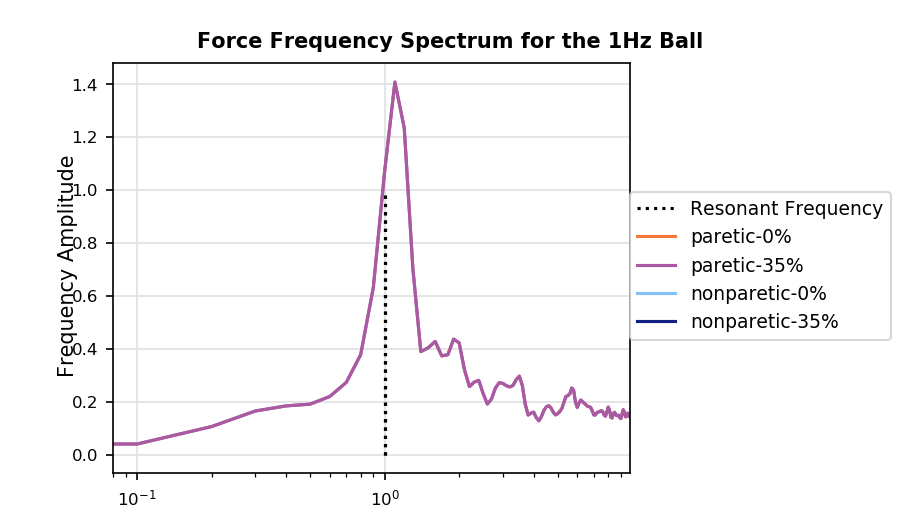 Force Frequency Spectrum for the 1Hz Ball
Frequency Amplitude
1.4
1.2
1.0
0.8
0.6
0.4
0.2
0.0
10⁻¹
10⁰
Resonant Frequency
paretic-0%
paretic-35%
nonparetic-0%
nonparetic-35%